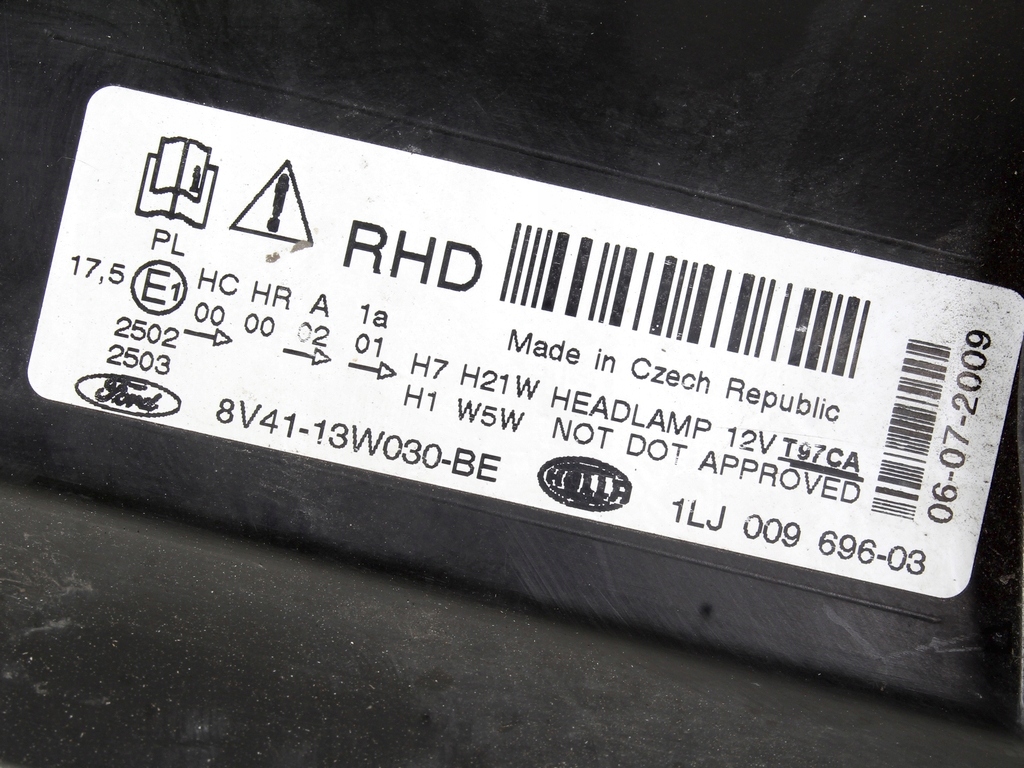 RHD
PL
17,5 E1 HC HR A 1a
00 00 02 01
2502
2503
Made in Czech Republic
H7 H21W HEADLAMP 12V T97CA
H1 W5W NOT DOT APPROVED
Ford
8V41-13W030-BE
HELLA
1LJ 009 696-03
06-07-2009